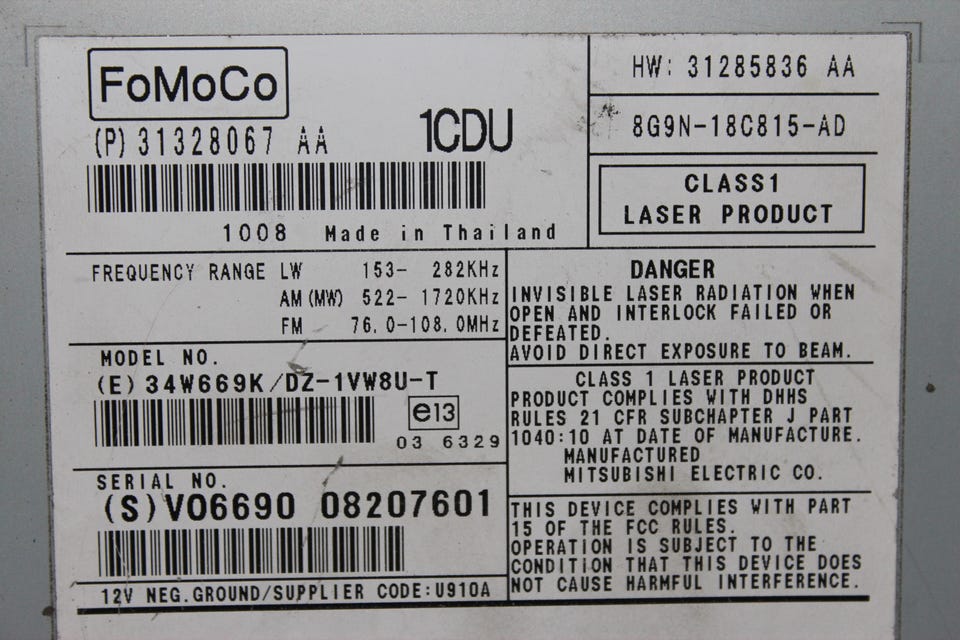 FoMoCo
(P) 31328067 AA
1CDU
1008 Made in Thailand
HW: 31285836 AA
8G9N-18C815-AD
CLASS1
LASER PRODUCT
FREQUENCY RANGE LW 153- 282KHz
AM (MW) 522- 1720KHz
FM 76.0-108.0MHz
MODEL NO.
(E) 34W669K/DZ-1VW8U-T
e13
03 6329
SERIAL NO.
(S) V06690 08207601
12V NEG.GROUND/SUPPLIER CODE:U910A
DANGER
INVISIBLE LASER RADIATION WHEN
OPEN AND INTERLOCK FAILED OR
DEFEATED.
AVOID DIRECT EXPOSURE TO BEAM.
CLASS 1 LASER PRODUCT
PRODUCT COMPLIES WITH DHHS
RULES 21 CFR SUBCHAPTER J PART
1040:10 AT DATE OF MANUFACTURE.
MANUFACTURED
MITSUBISHI ELECTRIC CO.
THIS DEVICE COMPLIES WITH PART
15 OF THE FCC RULES.
OPERATION IS SUBJECT TO THE
CONDITION THAT THIS DEVICE DOES
NOT CAUSE HARMFUL INTERFERENCE.